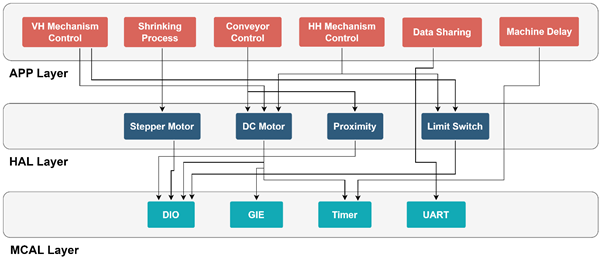 VH Mechanism
Control
Shrinking
Process
Conveyor
Control
HH Mechanism
Control
Data Sharing
Machine Delay
APP Layer
Stepper Motor
DC Motor
Proximity
Limit Switch
HAL Layer
DIO
GIE
Timer
UART
MCAL Layer